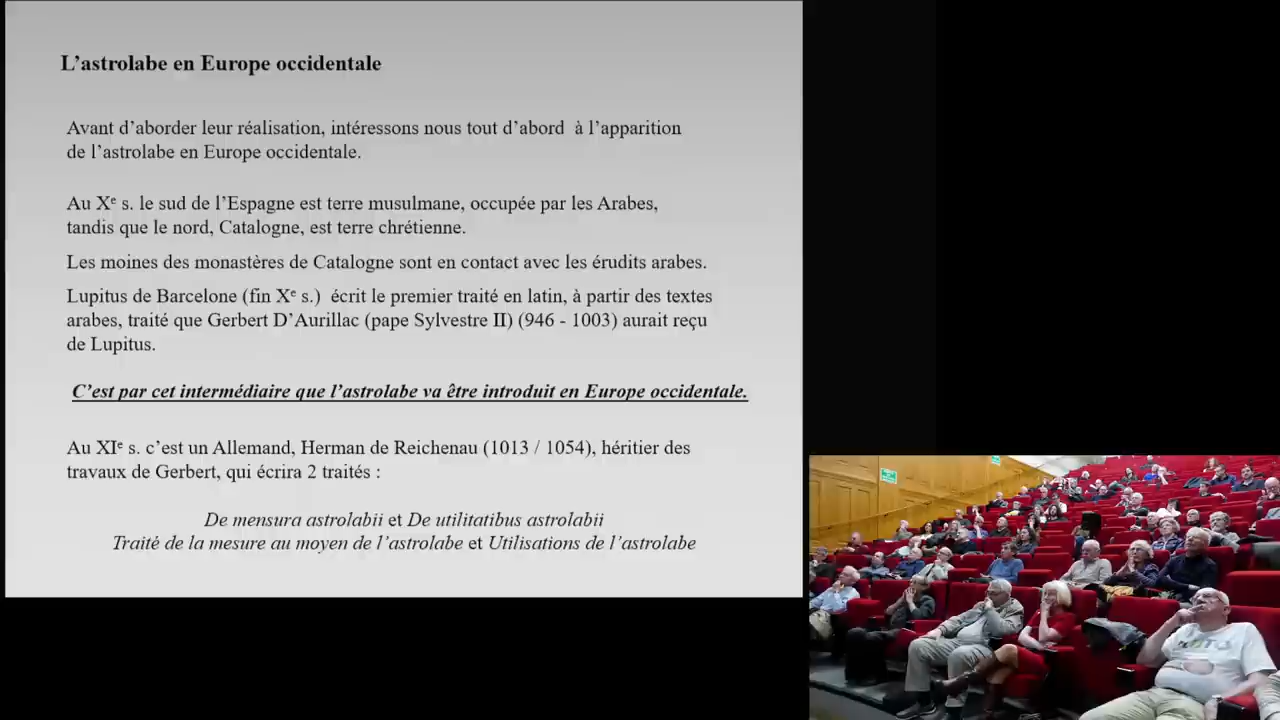 L’astrolabe en Europe occidentale
Avant d’aborder leur réalisation, intéressons nous tout d’abord à l’apparition
de l’astrolabe en Europe occidentale.
Au Xᵉ s. le sud de l’Espagne est terre musulmane, occupée par les Arabes,
tandis que le nord, Catalogne, est terre chrétienne.
Les moines des monastères de Catalogne sont en contact avec les érudits arabes.
Lupitus de Barcelone (fin Xᵉ s.) écrit le premier traité en latin, à partir des textes
arabes, traité que Gerbert D’Aurillac (pape Sylvestre II) (946 - 1003) aurait reçu
de Lupitus.
C’est par cet intermédiaire que l’astrolabe va être introduit en Europe occidentale.
Au XIᵉ s. c’est un Allemand, Herman de Reichenau (1013 / 1054), héritier des
travaux de Gerbert, qui écrira 2 traités :
De mensura astrolabii et De utilitatibus astrolabii
Traité de la mesure au moyen de l’astrolabe et Utilisations de l’astrolabe